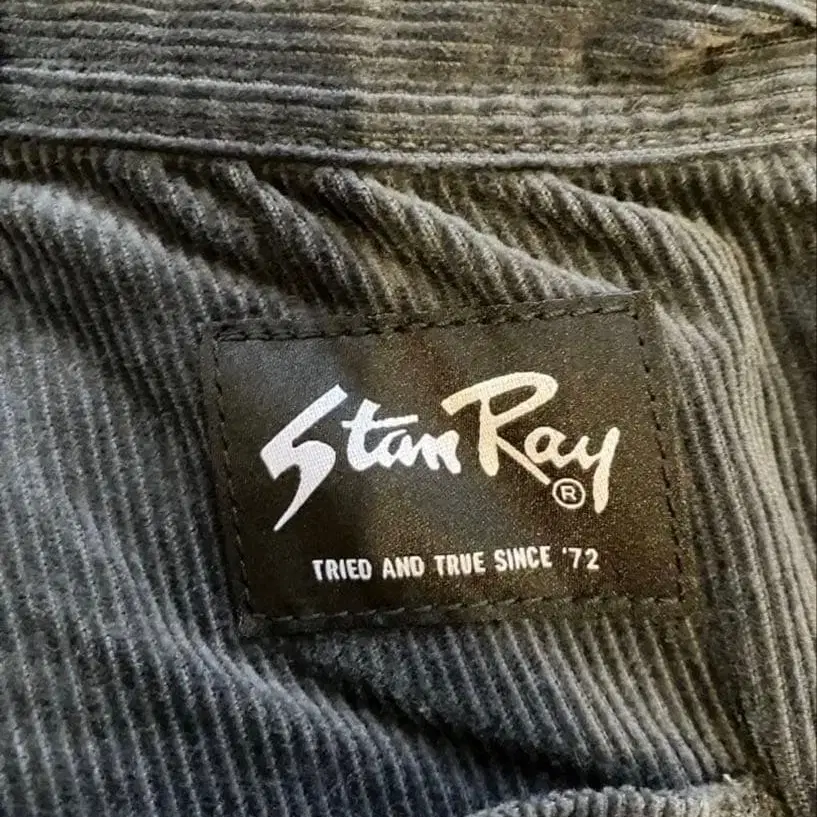 Stan Ray ®
TRIED AND TRUE SINCE '72